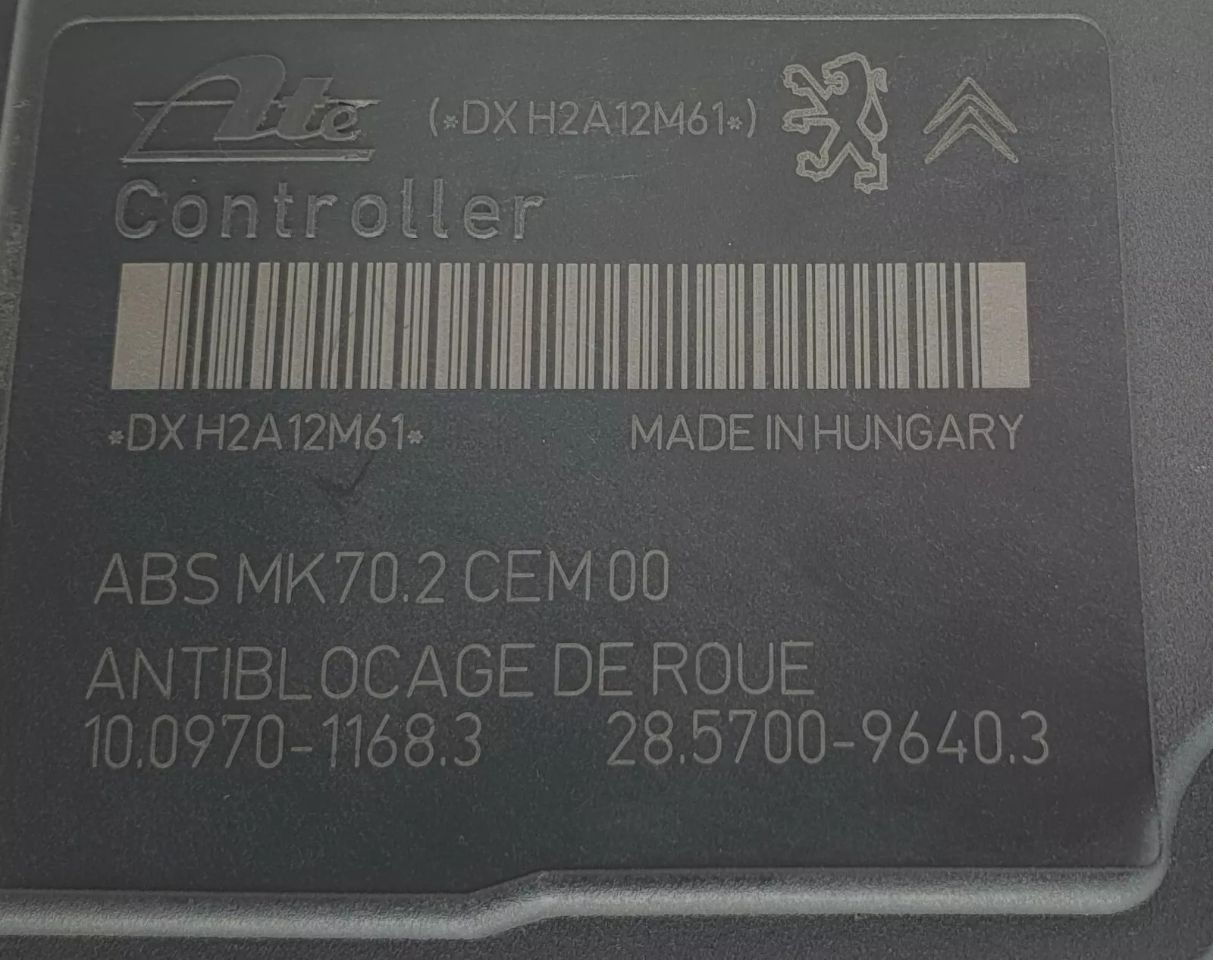 Ate (*DX H2A12M61*)
Controller
*DX H2A12M61* MADE IN HUNGARY
ABS MK70.2 CEM 00
ANTIBLOCAGE DE ROUE
10.0970-1168.3 28.5700-9640.3